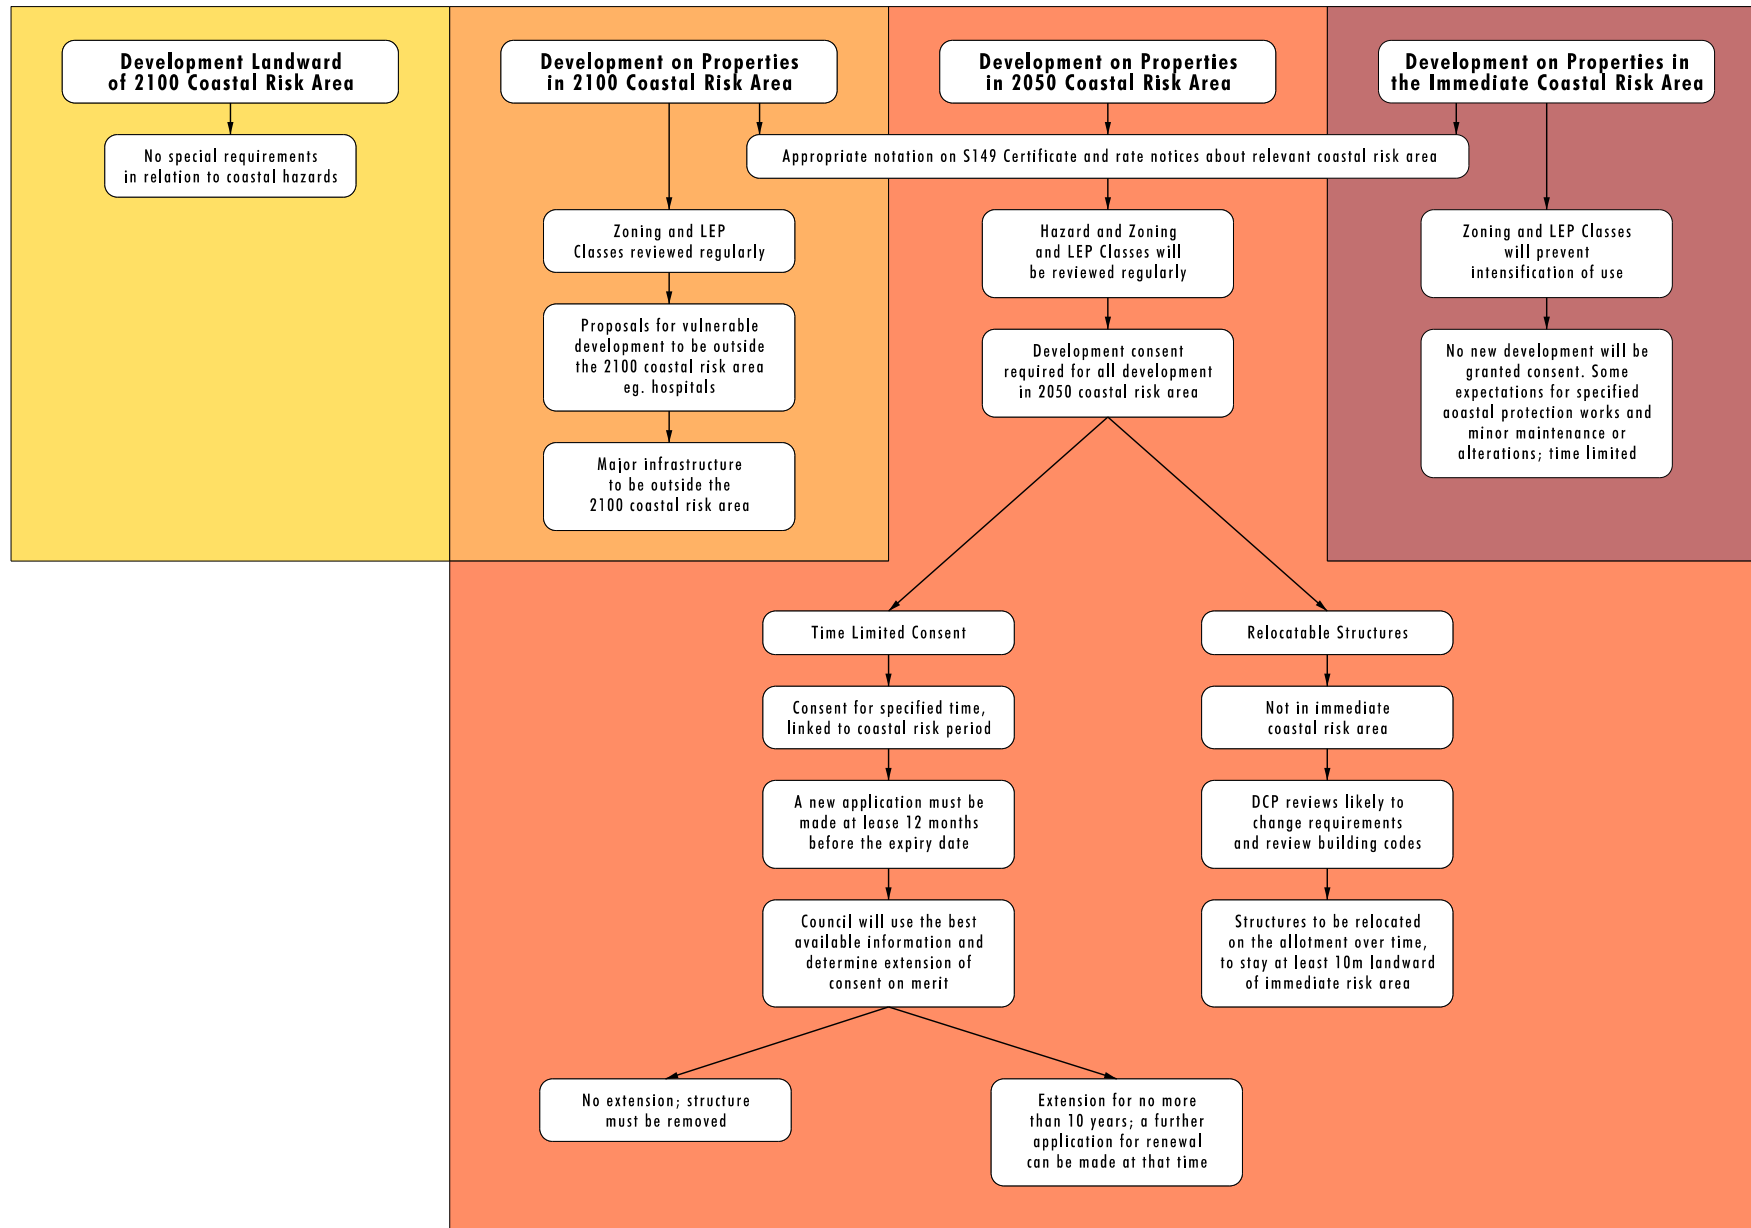 Development Landward
of 2100 Coastal Risk Area
No special requirements
in relation to coastal hazards
Development on Properties
in 2100 Coastal Risk Area
Development on Properties
in 2050 Coastal Risk Area
Development on Properties in
the Immediate Coastal Risk Area
Appropriate notation on S149 Certificate and rate notices about relevant coastal risk area
Zoning and LEP
Classes reviewed regularly
Proposals for vulnerable
development to be outside
the 2100 coastal risk area
eg. hospitals
Major infrastructure
to be outside the
2100 coastal risk area
Hazard and Zoning
and LEP Classes will
be reviewed regularly
Development consent
required for all development
in 2050 coastal risk area
Zoning and LEP Classes
will prevent
intensification of use
No new development will be
granted consent. Some
expectations for specified
aoastal protection works and
minor maintenance or
alterations; time limited
Time Limited Consent
Consent for specified time,
linked to coastal risk period
A new application must be
made at lease 12 months
before the expiry date
Council will use the best
available information and
determine extension of
consent on merit
No extension; structure
must be removed
Extension for no more
than 10 years; a further
application for renewal
can be made at that time
Relocatable Structures
Not in immediate
coastal risk area
DCP reviews likely to
change requirements
and review building codes
Structures to be relocated
on the allotment over time,
to stay at least 10m landward
of immediate risk area